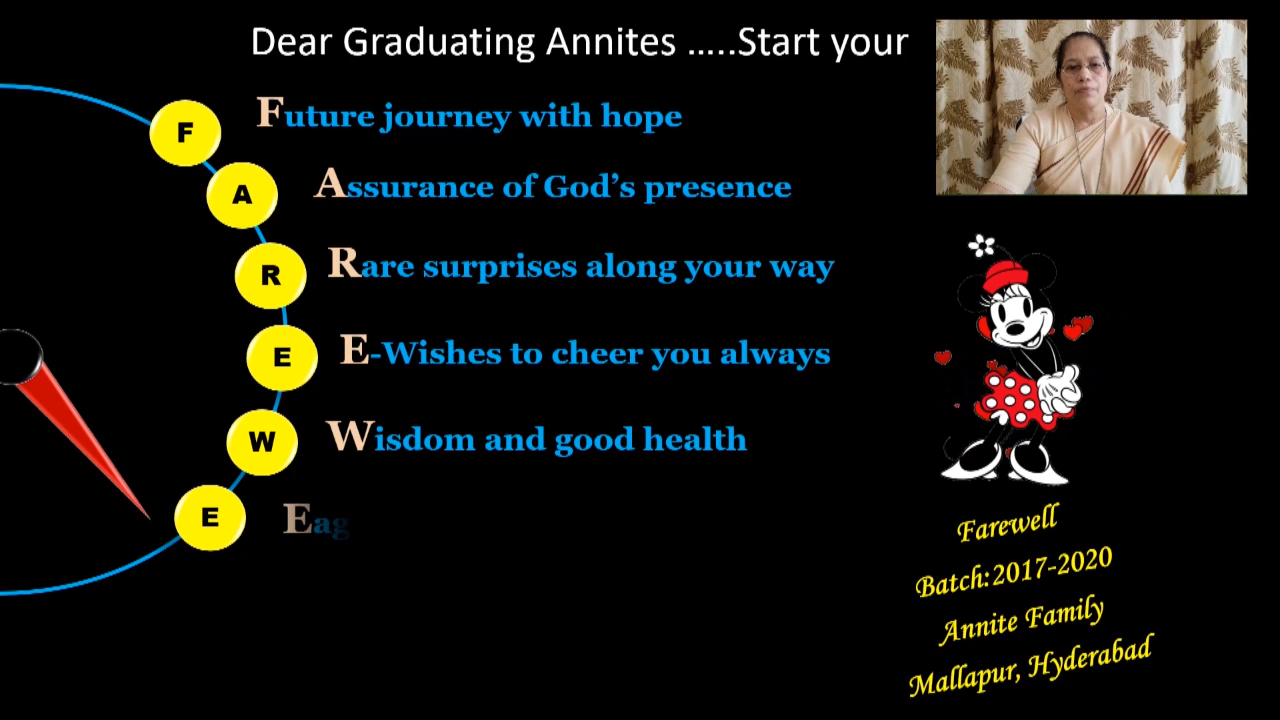 Dear Graduating Annites .....Start your
F
Future journey with hope
A
Assurance of God's presence
R
Rare surprises along your way
E
E-Wishes to cheer you always
W
Wisdom and good health
E
Eag
Farewell
Batch:2017-2020
Annite Family
Mallapur, Hyderabad